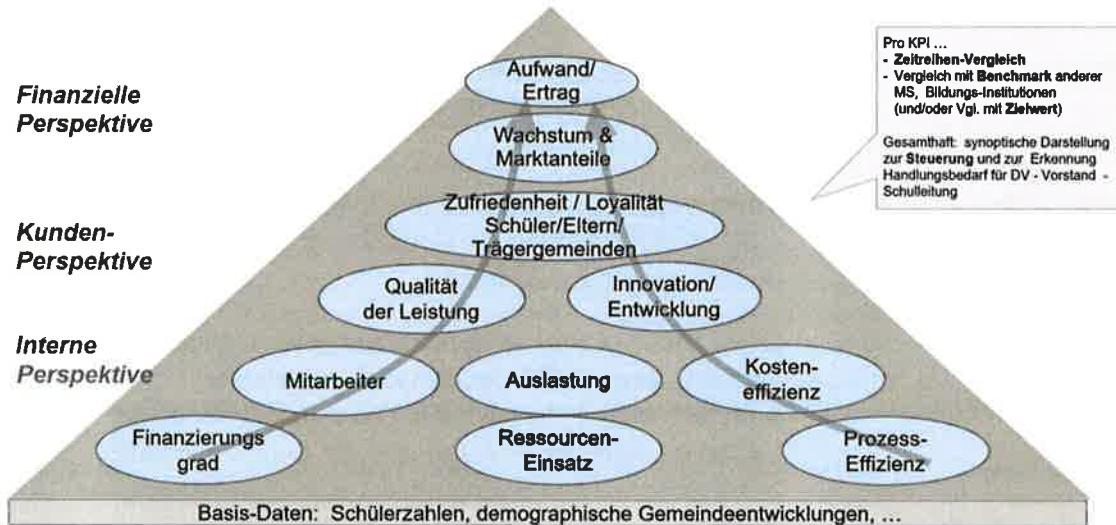 Pro KPI ...
- Zeitreihen-Vergleich
- Vergleich mit Benchmark anderer
MS, Bildungs-Institutionen
(und/oder Vgl. mit Zielwert)
Gesamthaft: synoptische Darstellung
zur Steuerung und zur Erkennung
Handlungsbedarf für DV - Vorstand -
Schulleitung
Finanzielle
Perspektive
Aufwand/
Ertrag
Wachstum &
Marktanteile
Kunden-
Perspektive
Zufriedenheit / Loyalität
Schüler/Eltern/
Trägergemeinden
Qualität
der Leistung
Innovation/
Entwicklung
Interne
Perspektive
Mitarbeiter
Auslastung
Kosten-
effizienz
Finanzierungs
grad
Ressourcen-
Einsatz
Prozess-
Effizienz
Basis-Daten: Schülerzahlen, demographische Gemeindeentwicklungen, ...